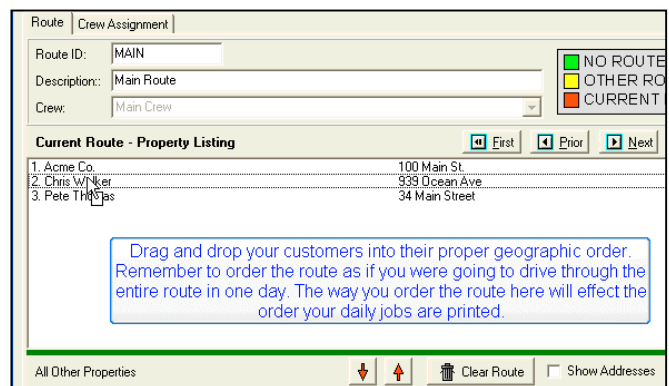 Route Crew Assignment
Route ID: MAIN
NO ROUTE
Description:: Main Route
OTHER RO
Crew: Main Crew
CURRENT
Current Route - Property Listing First Prior Next
1. Acme Co. 100 Main St.
2. Chris Walker 939 Ocean Ave
3. Pete Thomas 34 Main Street
Drag and drop your customers into their proper geographic order.
Remember to order the route as if you were going to drive through the
entire route in one day. The way you order the route here will effect the
order your daily jobs are printed.
All Other Properties Clear Route Show Addresses